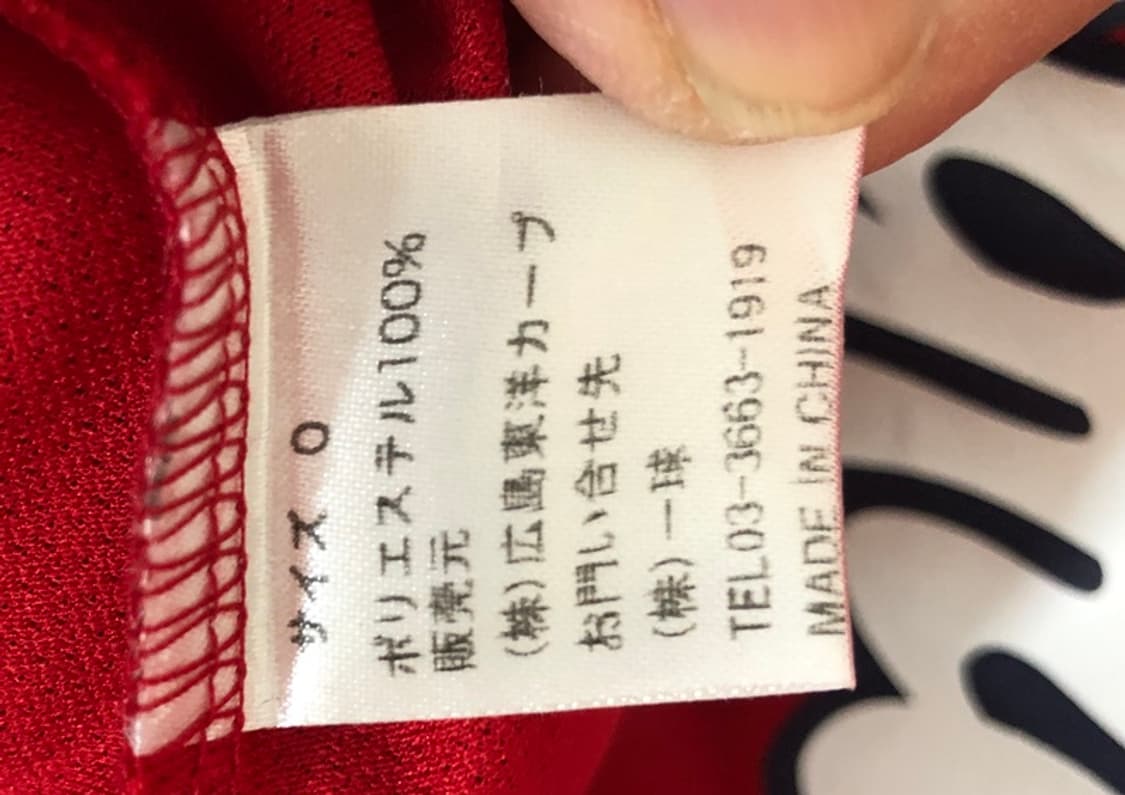 サイズ O
ポリエステル100%
販売元
(株)広島東洋カープ
お問い合せ先
(株)一球
TEL03-3663-1919
MADE IN CHINA